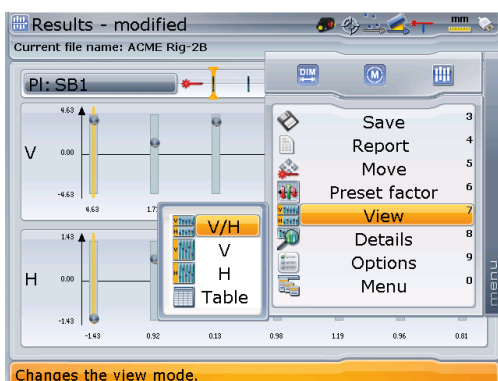 Results - modified
mm
Current file name: ACME Rig-2B
Pl: SB1
DIM
M
Save 3
Report 4
Move 5
Preset factor 6
View 7
Details 8
Options 9
Menu 0
menu
V/H
V
H
Table
V
4.63
0.00
-4.63
4.63
H
1.43
0.00
-1.43
-1.43 0.92 0.13 0.98 1.19 0.96 0.81
Changes the view mode.